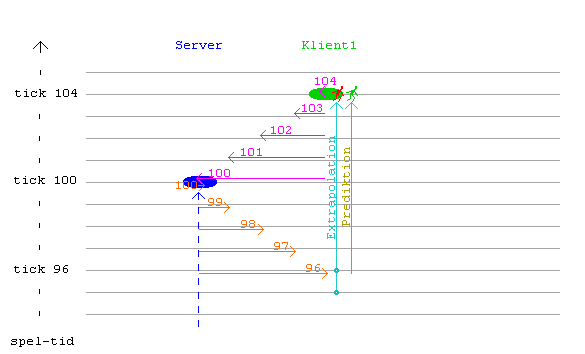 Server Klient1
104
tick 104
103
102
101
100
tick 100 100
99
98
97
tick 96 96
Extrapolation
Prediktion
spel-tid